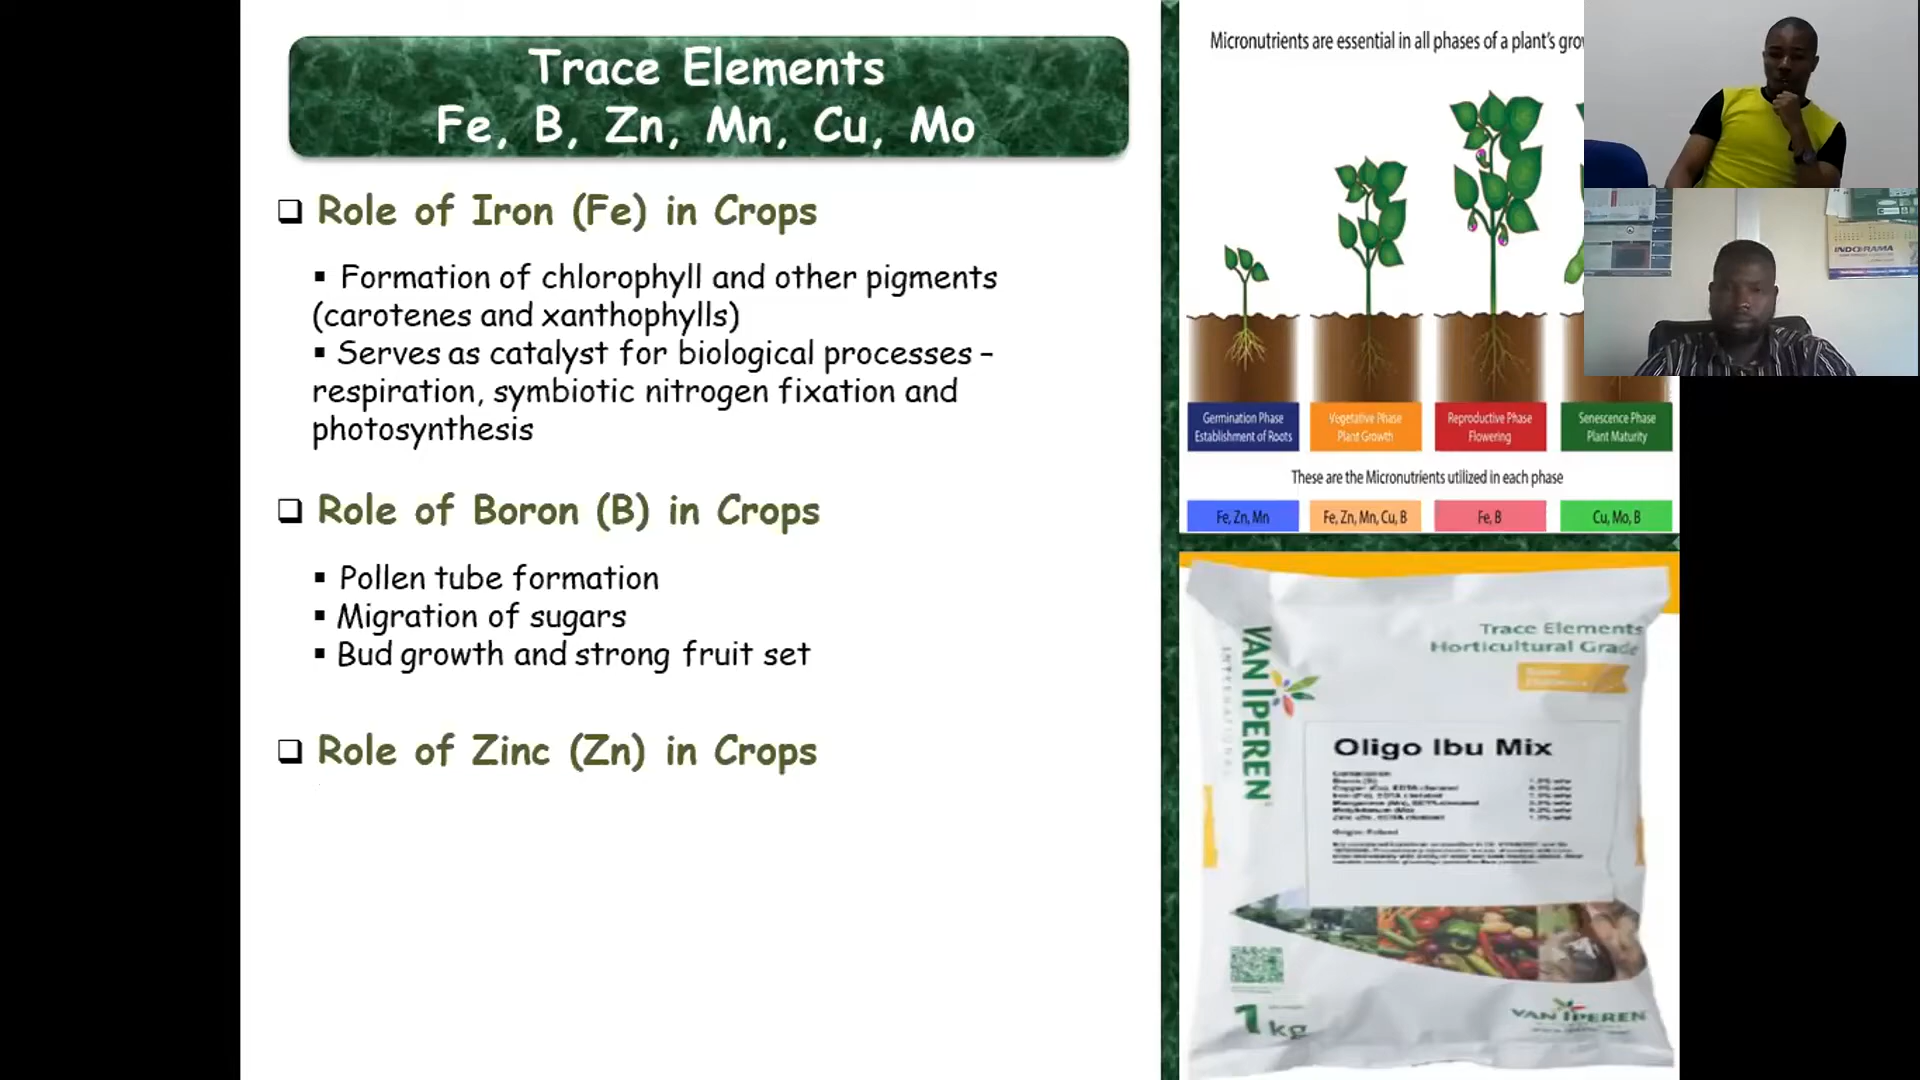 Trace Elements
Fe, B, Zn, Mn, Cu, Mo
Role of Iron (Fe) in Crops
Formation of chlorophyll and other pigments
(carotenes and xanthophylls)
Serves as catalyst for biological processes –
respiration, symbiotic nitrogen fixation and
photosynthesis
Role of Boron (B) in Crops
Pollen tube formation
Migration of sugars
Bud growth and strong fruit set
Role of Zinc (Zn) in Crops
Micronutrients are essential in all phases of a plant's
Germination Phase
Establishment of Roots
Vegetative Phase
Plant Growth
Reproductive Phase
Flowering
Senescence Phase
Plant Maturity
These are the Micronutrients utilized in each phase
Fe, Zn, Mn
Fe, Zn, Mn, Cu, B
Fe, B
Cu, Mo, B
INDORAMA
Trace Elements
Horticultural Grade
VAN IPEREN
INTERNATIONAL
Oligo Ibu Mix
1 kg
VAN IPEREN